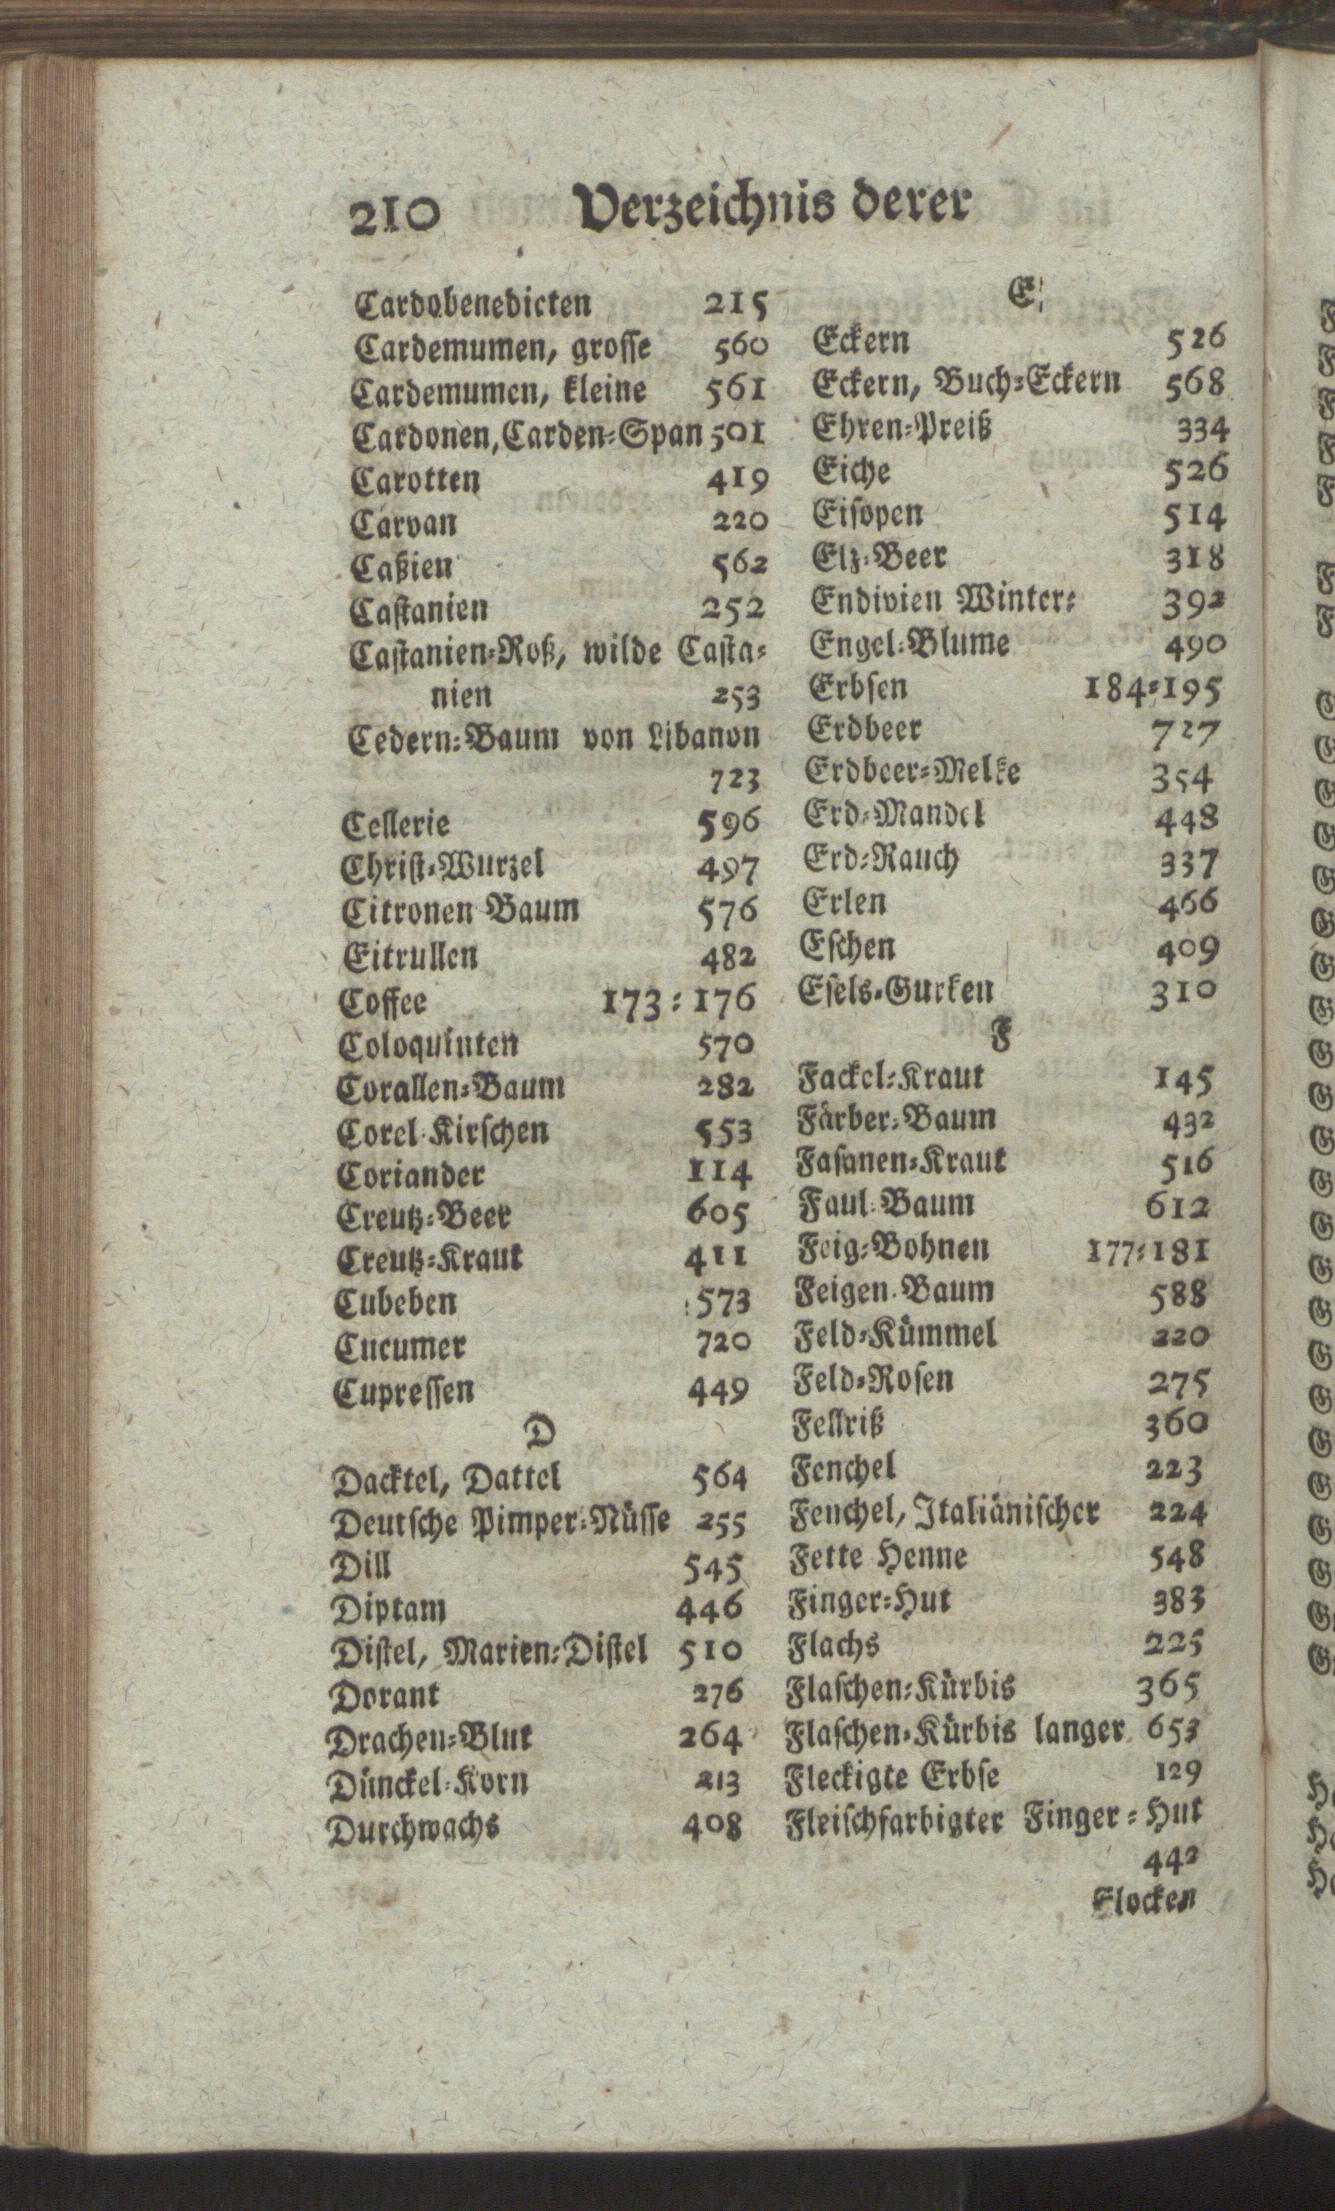 210 Verzeichnis derer
Cardobenedicten 215
Cardemumen, grosse 560
Cardemumen, kleine 561
Cardonen, Carden-Span 501
Carotten 419
Carvan 220
Caßien 562
Castanien 252
Castanien-Roß, wilde Casta-
nien 253
Cedern-Baum von Libanon
723
Cellerie 596
Christ-Wurzel 497
Citronen Baum 576
Eitrullen 482
Coffee 173-176
Coloquinten 570
Corallen-Baum 282
Corel-Kirschen 553
Coriander 114
Creutz-Beer 605
Creutz-Kraut 411
Cubeben 573
Cucumer 720
Cupressen 449
D
Dacktel, Dattel 564
Deutsche Pimper-Nüsse 255
Dill 545
Diptam 446
Distel, Marien-Distel 510
Dorant 276
Drachen-Blut 264
Dünckel-Korn 213
Durchwachs 408
E
Eckern 526
Eckern, Buch-Eckern 568
Ehren-Preiß 334
Eiche 526
Eisopen 514
Elz-Beer 318
Endivien Winter- 392
Engel-Blume 490
Erbsen 184-195
Erdbeer 727
Erdbeer-Melke 354
Erd-Mandel 448
Erd-Rauch 337
Erlen 466
Eschen 409
Esels-Gurken 310
F
Fackel-Kraut 145
Färber-Baum 432
Fasanen-Kraut 516
Faul-Baum 612
Feig-Bohnen 177-181
Feigen-Baum 588
Feld-Kümmel 220
Feld-Rosen 275
Fellriß 360
Fenchel 223
Fenchel, Italiänischer 224
Fette Henne 548
Finger-Hut 383
Flachs 225
Flaschen-Kürbis 365
Flaschen-Kürbis langer 653
Fleckigte Erbse 129
Fleischfarbigter Finger-Hut
442
Flocken